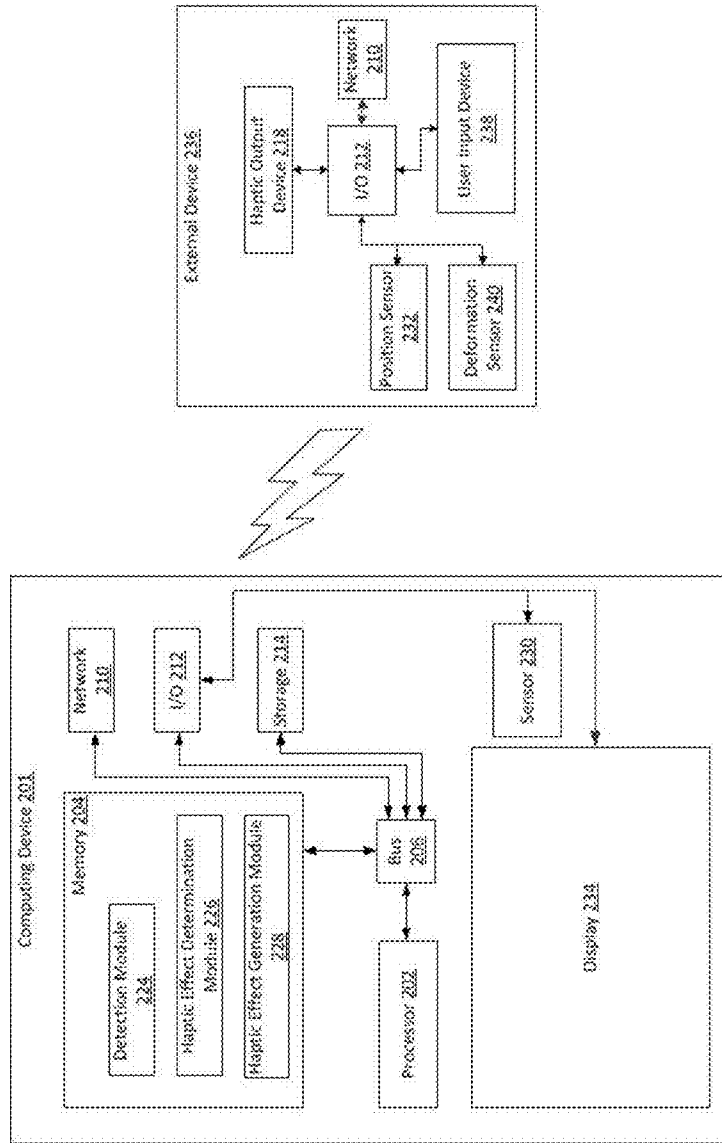 Computing Device 201
Memory 204
Detection Module
224
Haptic Effect Determination
Module 226
Haptic Effect Generation Module
228
Network
210
I/O 212
Storage 214
Bus
206
Processor 202
Sensor 230
Display 234
External Device 236
Haptic Output
Device 218
I/O 212
Network
210
Position Sensor
232
Deformation
Sensor 240
User Input Device
238